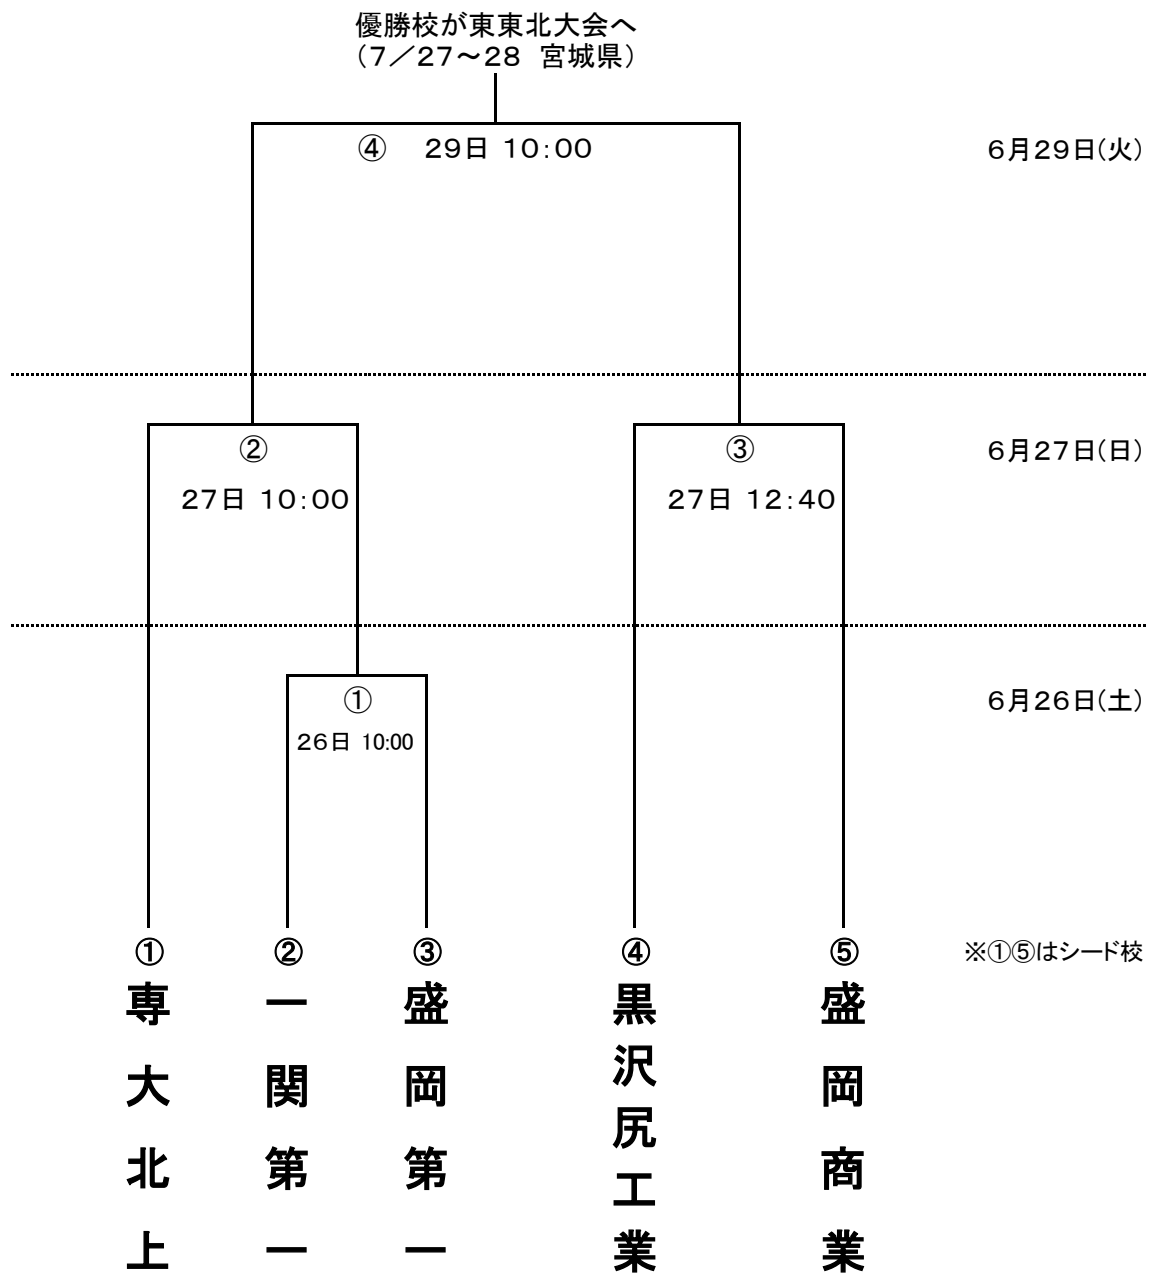 優勝校が東東北大会へ
（７／２７～２８　宮城県）
④　２９日 １０：００
６月２９日（火）
②
③
６月２７日（日）
２７日 １０：００
２７日 １２：４０
①
６月２６日（土）
２６日 10:00
①
②
③
④
⑤
※①⑤はシード校
専大北上
一関第一
盛岡第一
黒沢尻工業
盛岡商業